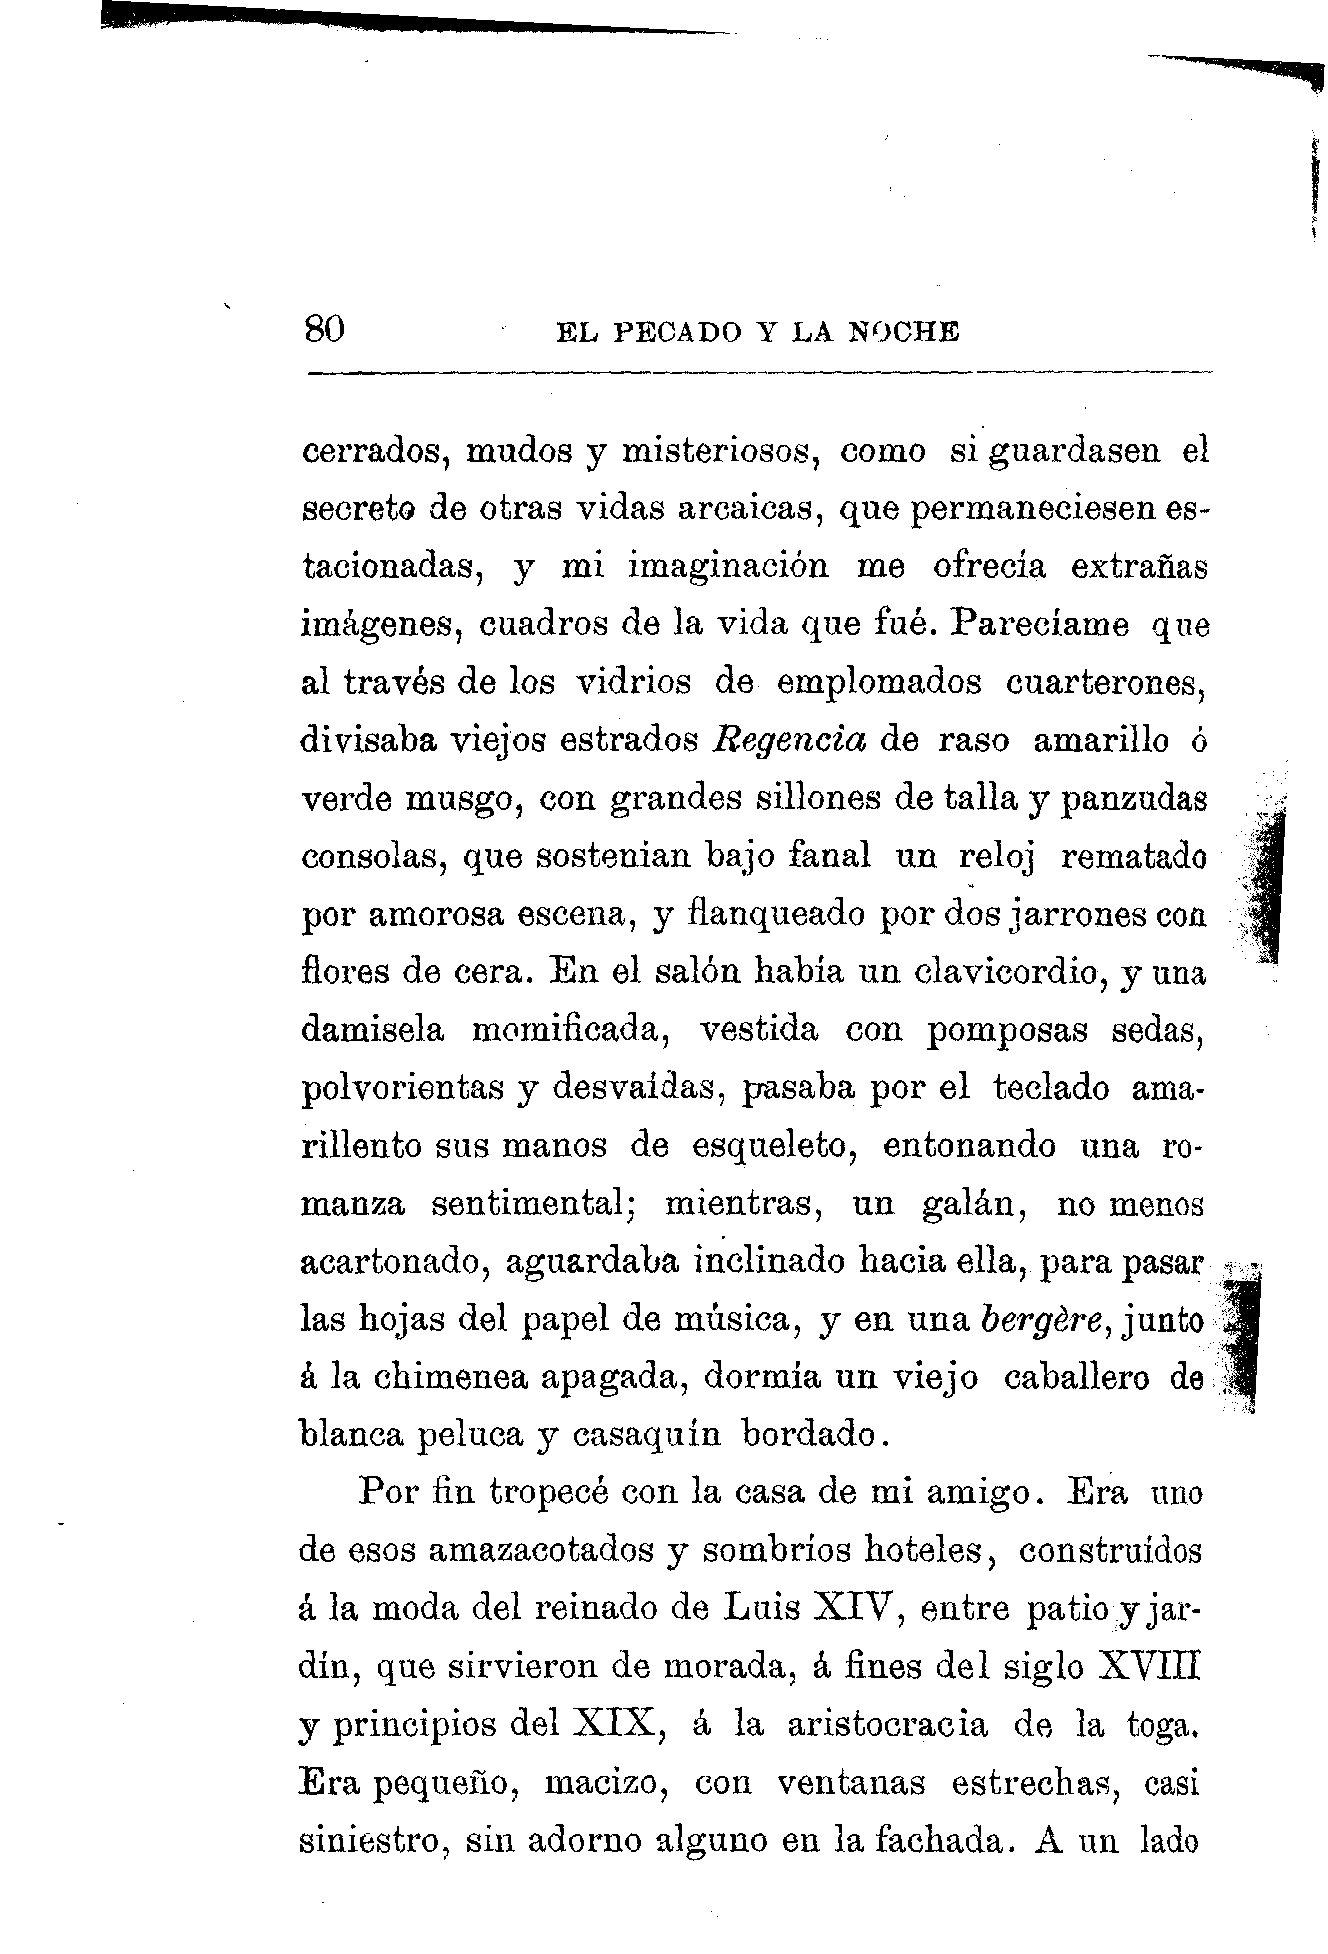 80 EL PECADO Y LA NOCHE
cerrados, mudos y misteriosos, como si guardasen el
secreto de otras vidas arcaicas, que permaneciesen es-
tacionadas, y mi imaginación me ofrecía extrañas
imágenes, cuadros de la vida que fué. Parecíame que
al través de los vidrios de emplomados cuarterones,
divisaba viejos estrados Regencia de raso amarillo ó
verde musgo, con grandes sillones de talla y panzudas
consolas, que sostenian bajo fanal un reloj rematado
por amorosa escena, y flanqueado por dos jarrones con
flores de cera. En el salón había un clavicordio, y una
damisela momificada, vestida con pomposas sedas,
polvorientas y desvaídas, pasaba por el teclado ama-
rillento sus manos de esqueleto, entonando una ro-
manza sentimental; mientras, un galán, no menos
acartonado, aguardaba inclinado hacia ella, para pasar
las hojas del papel de música, y en una bergère, junto
á la chimenea apagada, dormía un viejo caballero de
blanca peluca y casaquín bordado.
Por fin tropecé con la casa de mi amigo. Era uno
de esos amazacotados y sombríos hoteles, construídos
á la moda del reinado de Luis XIV, entre patio y jar-
dín, que sirvieron de morada, á fines del siglo XVIII
y principios del XIX, á la aristocracia de la toga.
Era pequeño, macizo, con ventanas estrechas, casi
siniestro, sin adorno alguno en la fachada. A un lado